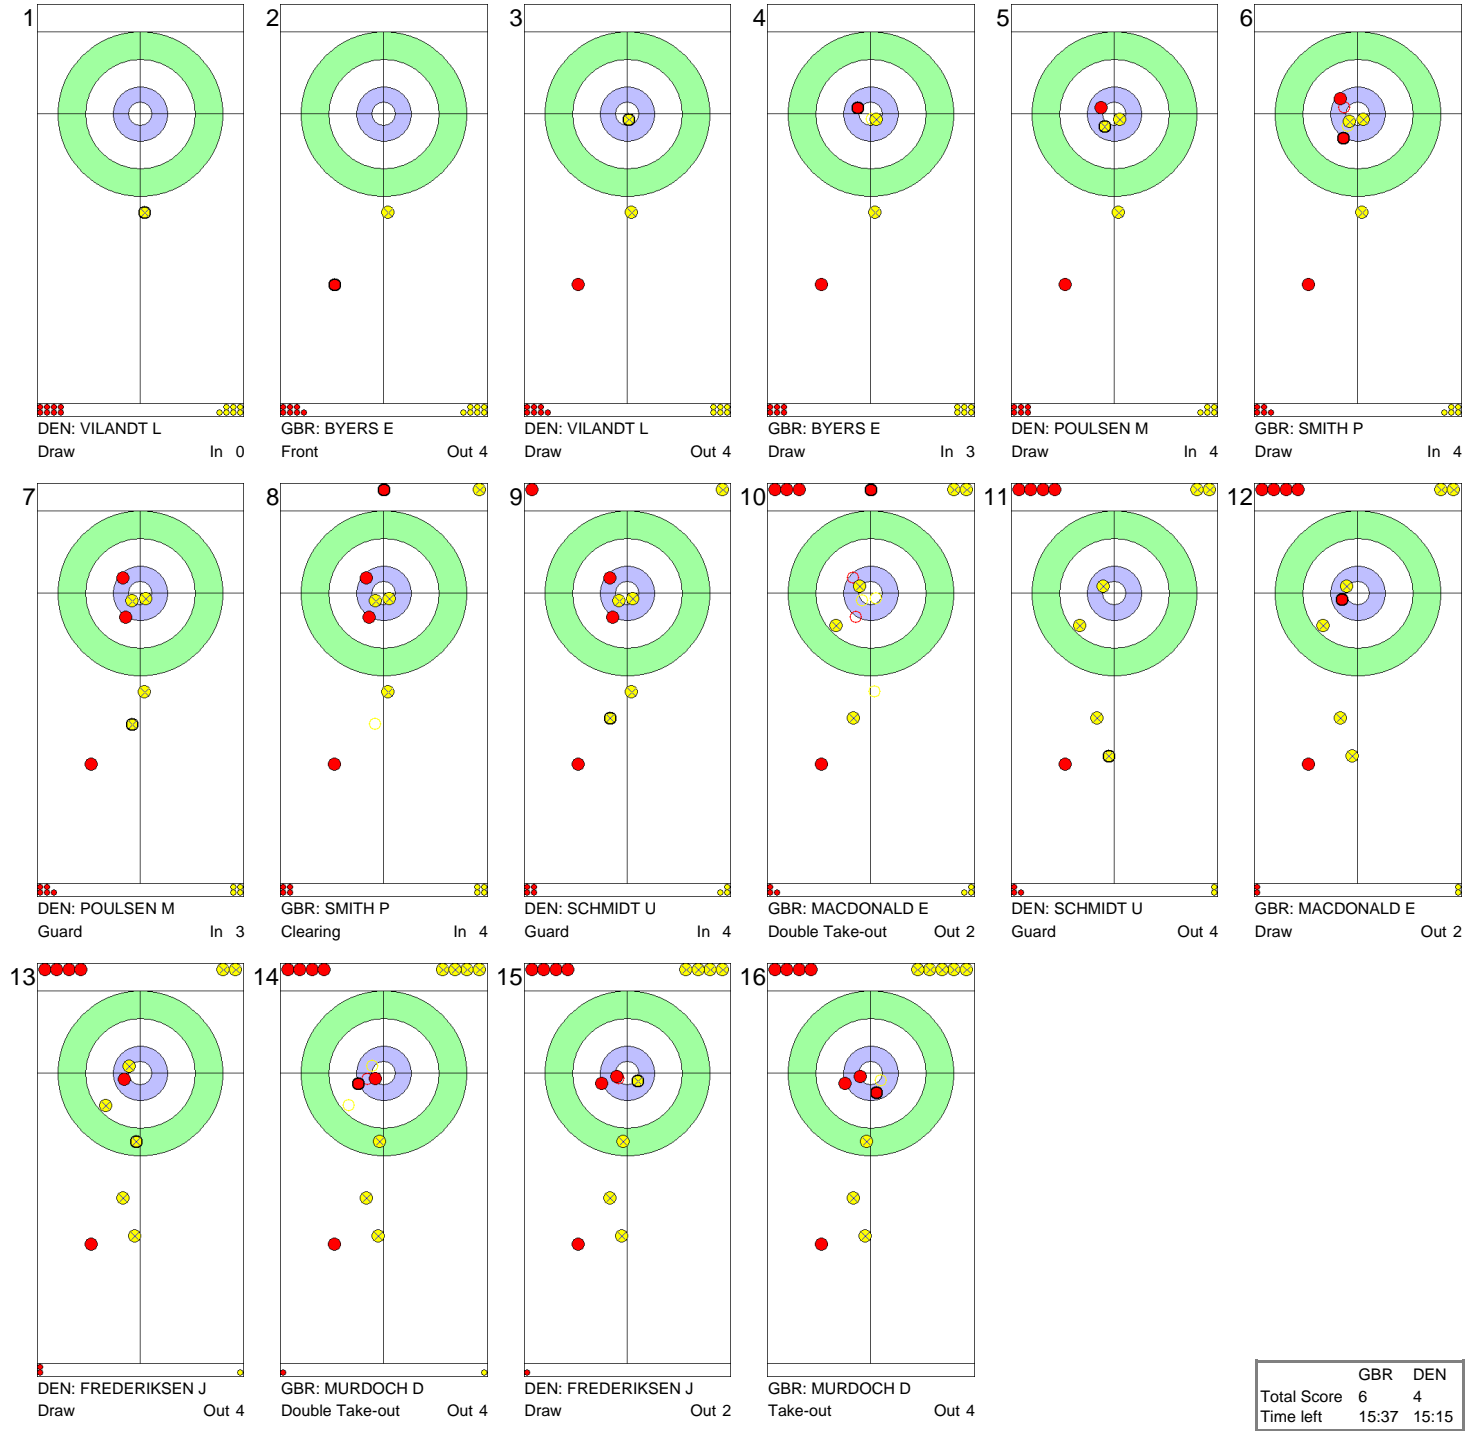 1 2 3 4 5 6
DEN: VILANDT L GBR: BYERS E DEN: VILANDT L GBR: BYERS E DEN: POULSEN M GBR: SMITH P
Draw In 0 Front Out 4 Draw Out 4 Draw In 3 Draw In 4 Draw In 4
7 8 9 10 11 12
DEN: POULSEN M GBR: SMITH P DEN: SCHMIDT U GBR: MACDONALD E DEN: SCHMIDT U GBR: MACDONALD E
Guard In 3 Clearing In 4 Guard In 4 Double Take-out Out 2 Guard Out 4 Draw Out 2
13 14 15 16
DEN: FREDERIKSEN J GBR: MURDOCH D DEN: FREDERIKSEN J GBR: MURDOCH D
Draw Out 4 Double Take-out Out 4 Draw Out 2 Take-out Out 4
GBR DEN
Total Score 6 4
Time left 15:37 15:15